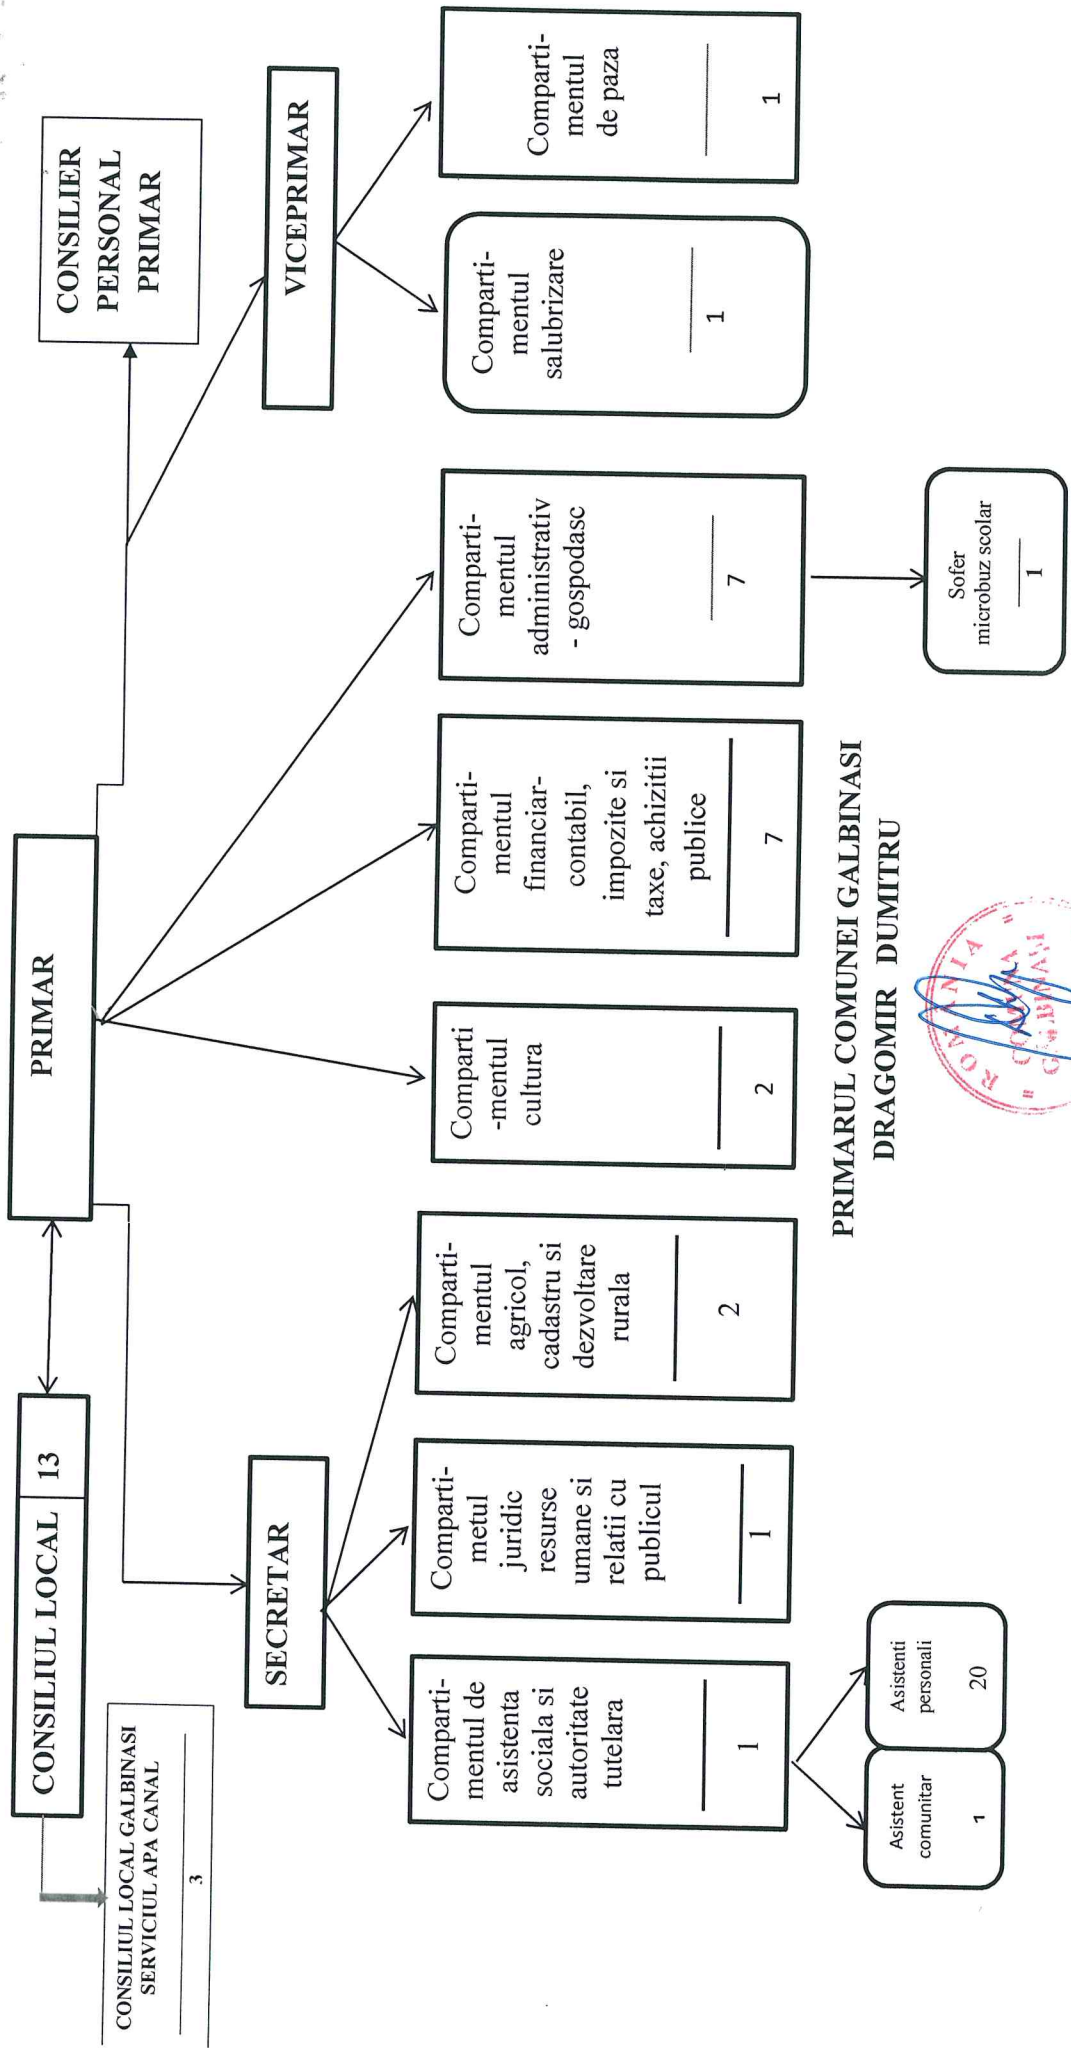 CONSILIUL LOCAL
13
PRIMAR
CONSILIER
PERSONAL
PRIMAR
CONSILIUL LOCAL GALBINASI
SERVICIUL APA CANAL
3
SECRETAR
VICEPRIMAR
Comparti-
mentul de
asistenta
sociala si
autoritate
tutelara
1
Comparti-
metul
juridic
resurse
umane si
relatii cu
publicul
1
Comparti-
mentul
agricol,
cadastru si
dezvoltare
rurala
2
Comparti
-mentul
cultura
2
Comparti-
mentul
financiar-
contabil,
impozite si
taxe, achizitii
publice
7
Comparti-
mentul
administrativ
- gospodasc
7
Comparti-
mentul
salubrizare
1
Comparti-
mentul
de paza
1
Asistent
comunitar
1
Asistenti
personali
20
Sofer
microbuz scolar
1
PRIMARUL COMUNEI GALBINASI
DRAGOMIR DUMITRU
ROMANIA
COMUNA